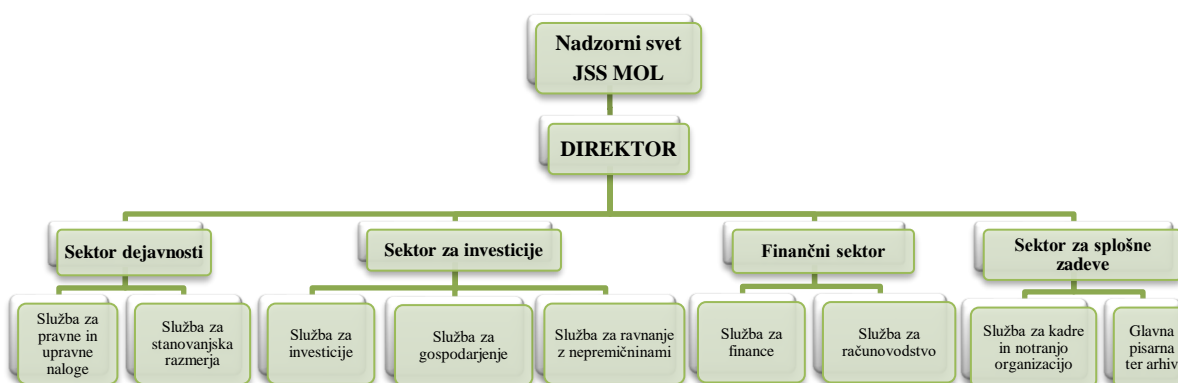 Nadzorni svet
JSS MOL
DIREKTOR
Sektor dejavnosti
Sektor za investicije
Finančni sektor
Sektor za splošne
zadeve
Služba za
pravne in
upravne
naloge
Služba za
stanovanjska
razmerja
Služba za
investicije
Služba za
gospodarjenje
Služba za ravnanje
z nepremičninami
Služba za
finance
Služba za
računovodstvo
Služba za kadre
in notranjo
organizacijo
Glavna
pisarna
ter arhiv